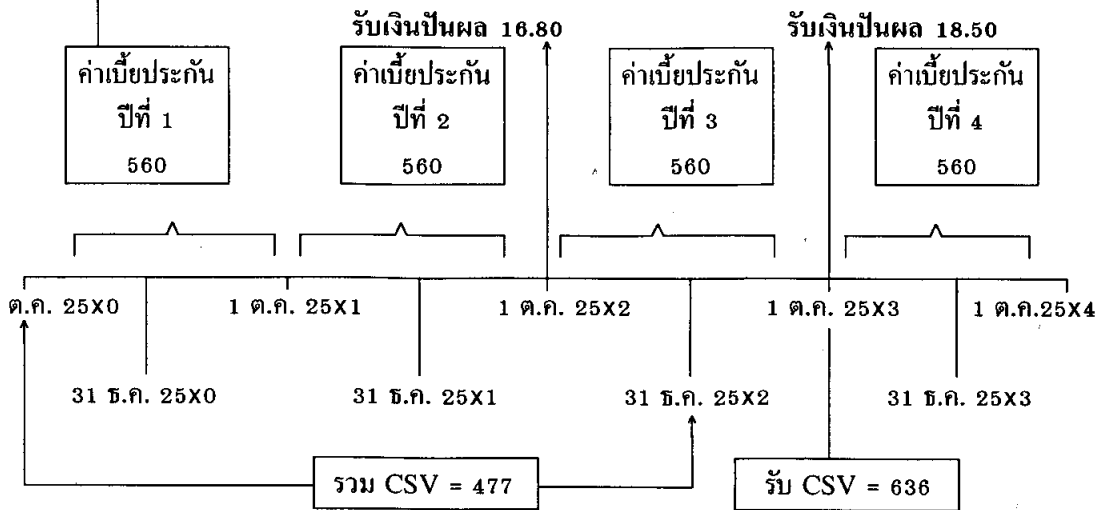 รับเงินปันผล 16.80 รับเงินปันผล 18.50
ค่าเบี้ยประกัน ค่าเบี้ยประกัน ค่าเบี้ยประกัน ค่าเบี้ยประกัน
ปีที่ 1 ปีที่ 2 ปีที่ 3 ปีที่ 4
560 560 560 560
ต.ค. 25X0 1 ต.ค. 25X1 1 ต.ค. 25X2 1 ต.ค. 25X3 1 ต.ค.25X4
31 ธ.ค. 25X0 31 ธ.ค. 25X1 31 ธ.ค. 25X2 31 ธ.ค. 25X3
รวม CSV = 477 รับ CSV = 636